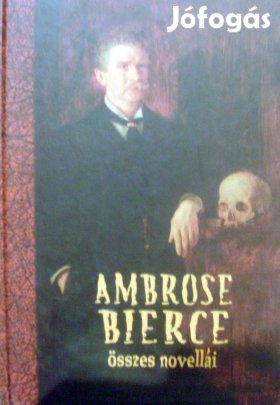 Jófogás
AMBROSE
BIERCE
összes novellái